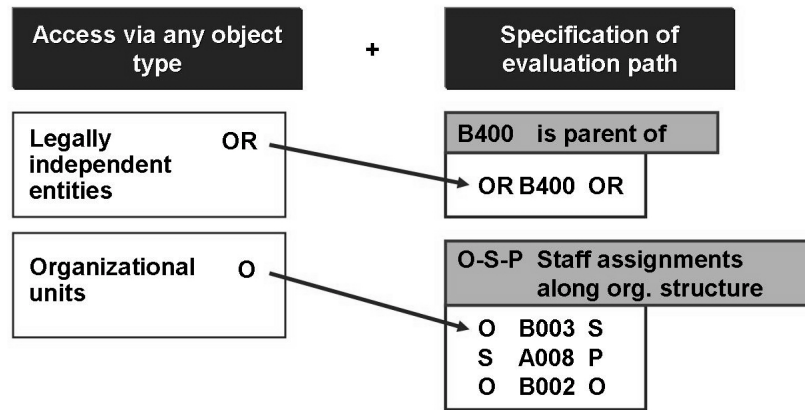 Access via any object
type
+
Specification of
evaluation path
Legally OR
independent
entities
B400 is parent of
OR B400 OR
Organizational O
units
O-S-P Staff assignments
along org. structure
O B003 S
S A008 P
O B002 O